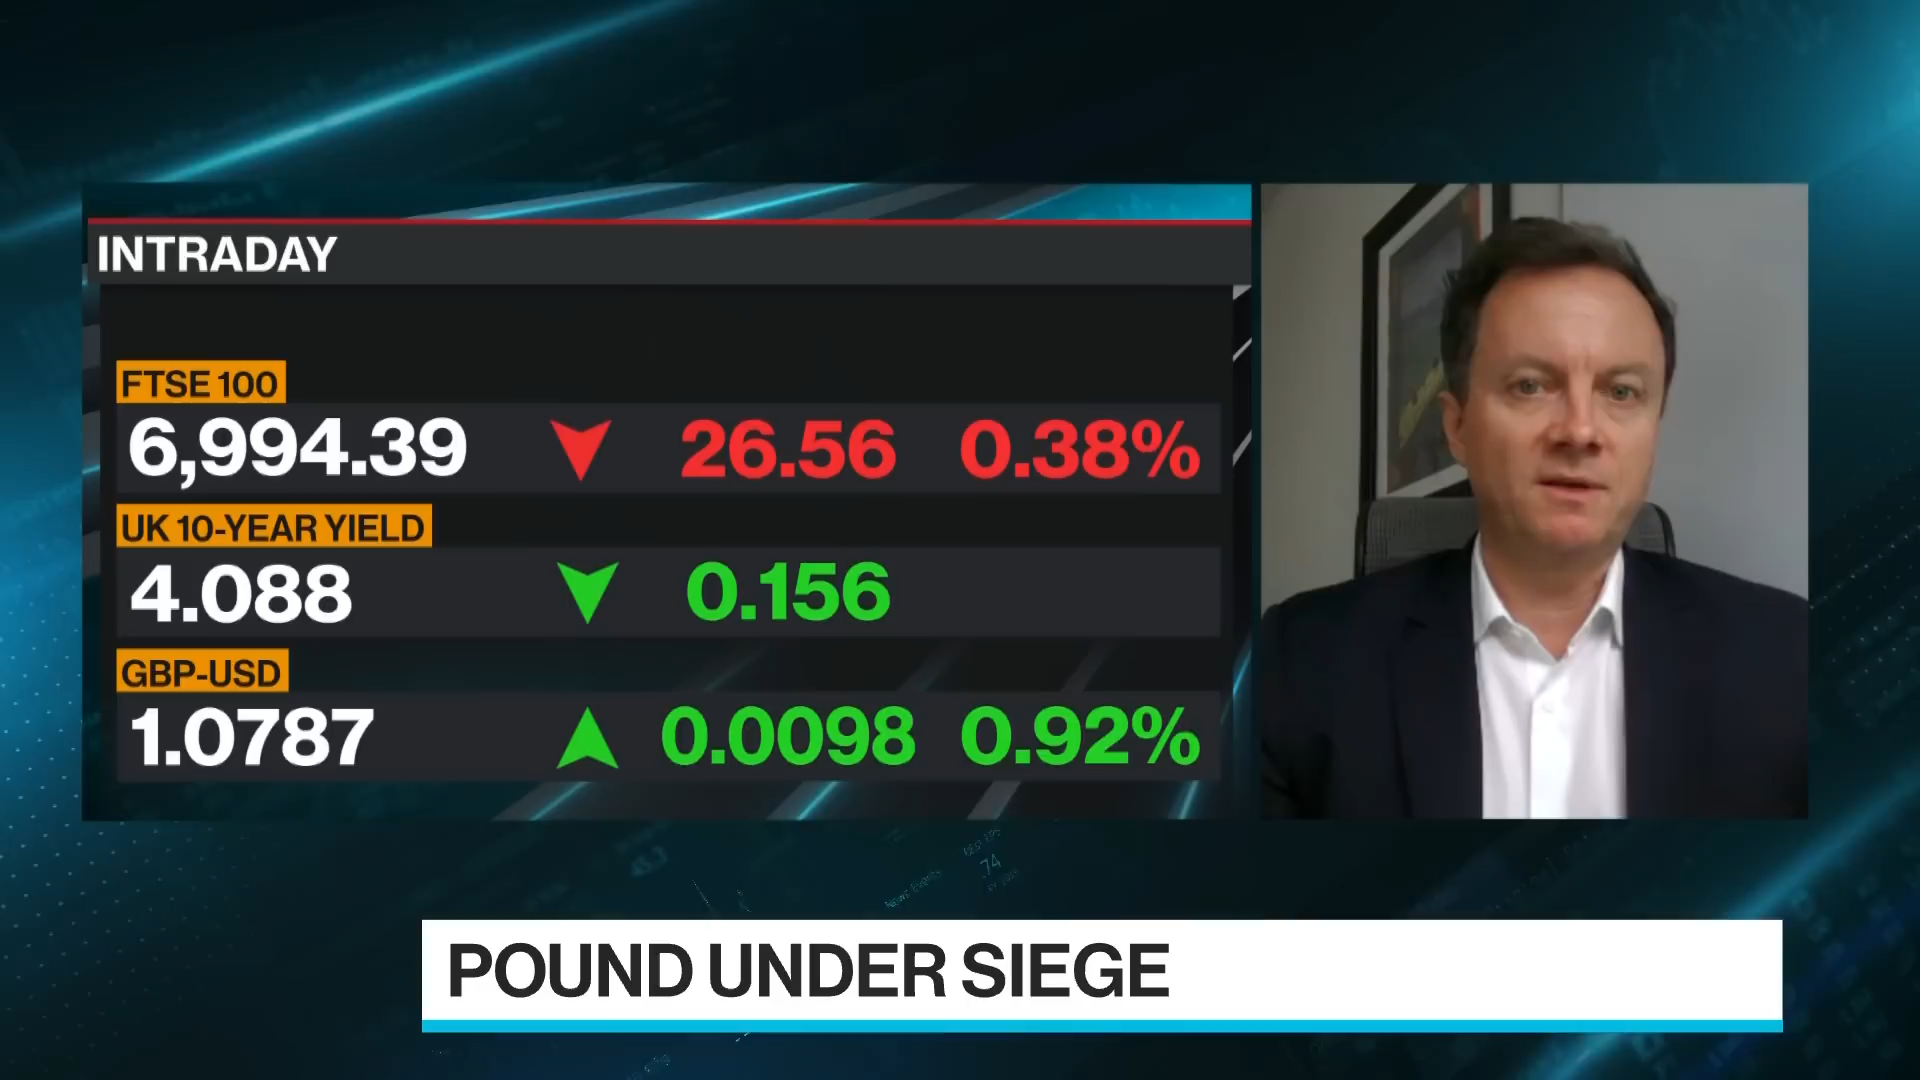 INTRADAY
FTSE 100
6,994.39 26.56 0.38%
UK 10-YEAR YIELD
4.088 0.156
GBP-USD
1.0787 0.0098 0.92%
74
POUND UNDER SIEGE